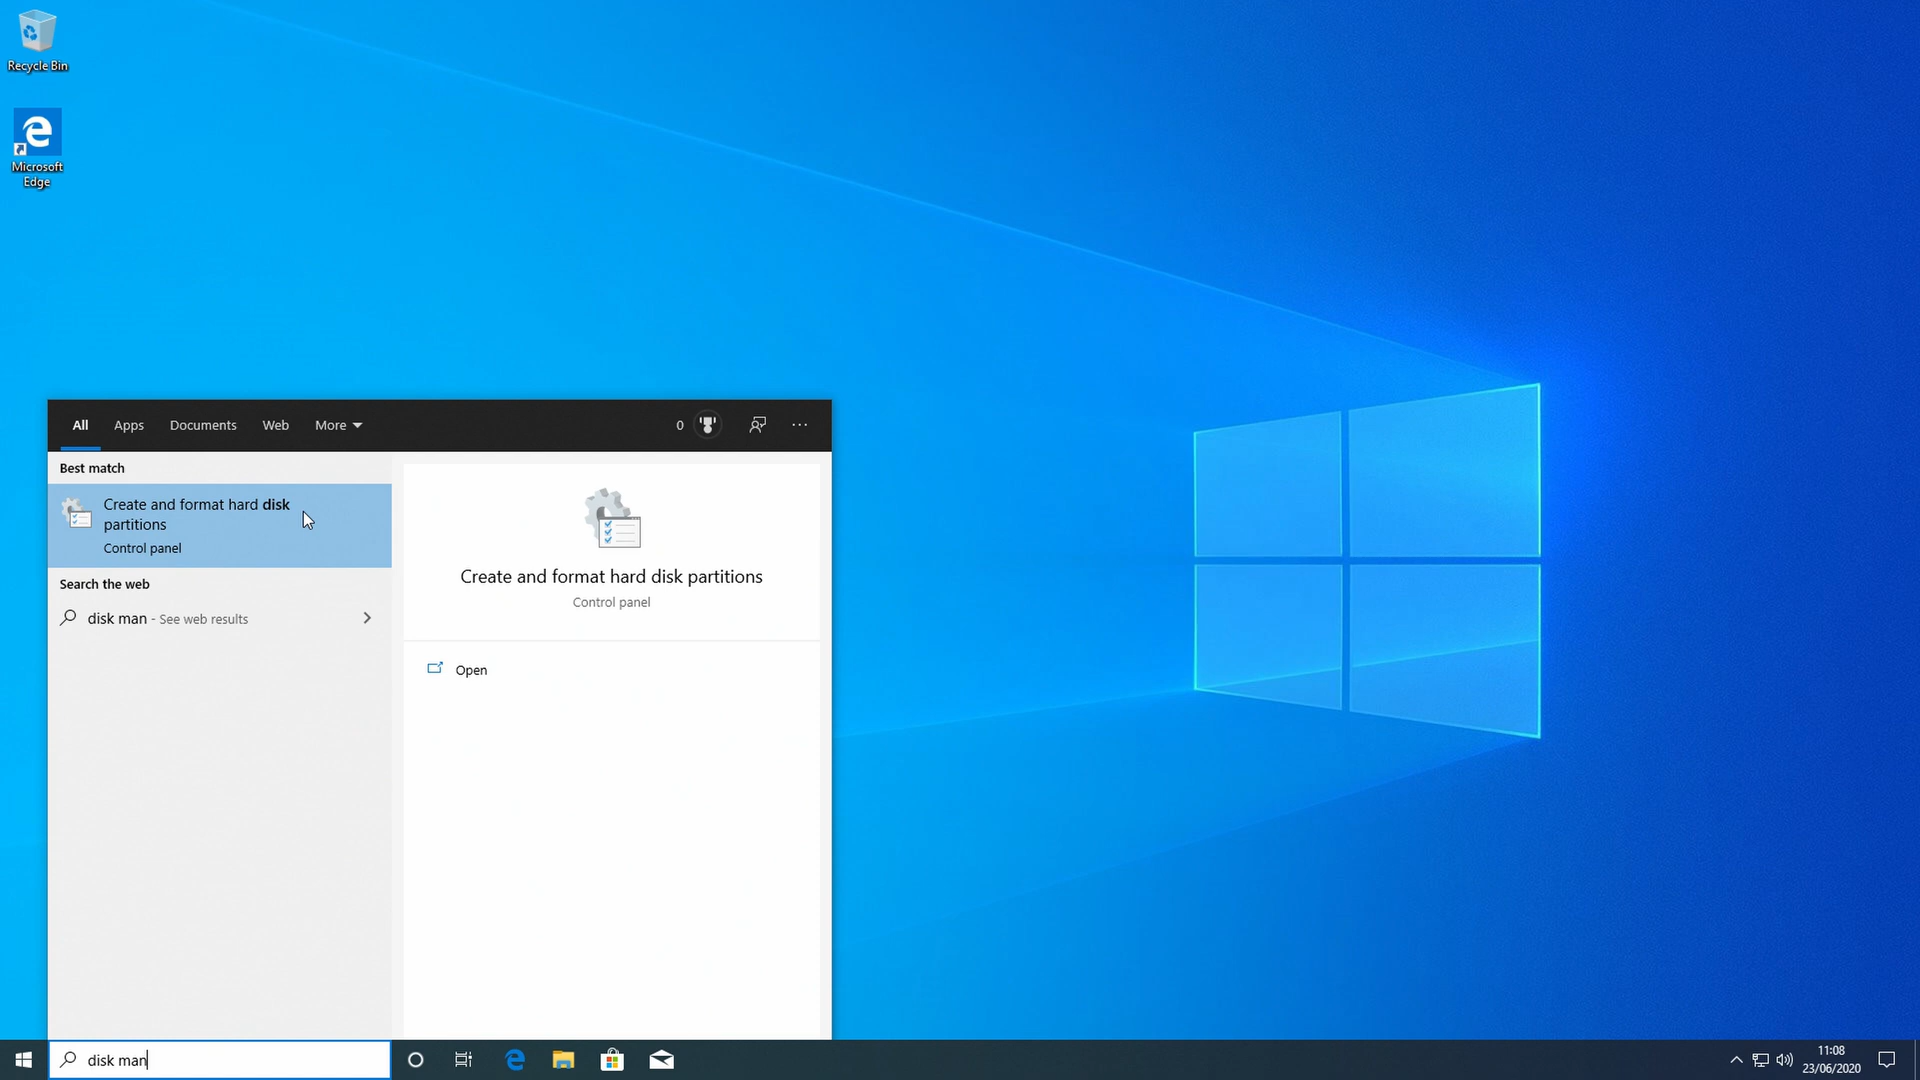 Recycle Bin
Microsoft
Edge
All Apps Documents Web More 0 ···
Best match
Create and format hard disk
partitions
Control panel
Search the web
disk man - See web results
Create and format hard disk partitions
Control panel
Open
disk man
11:08
23/06/2020